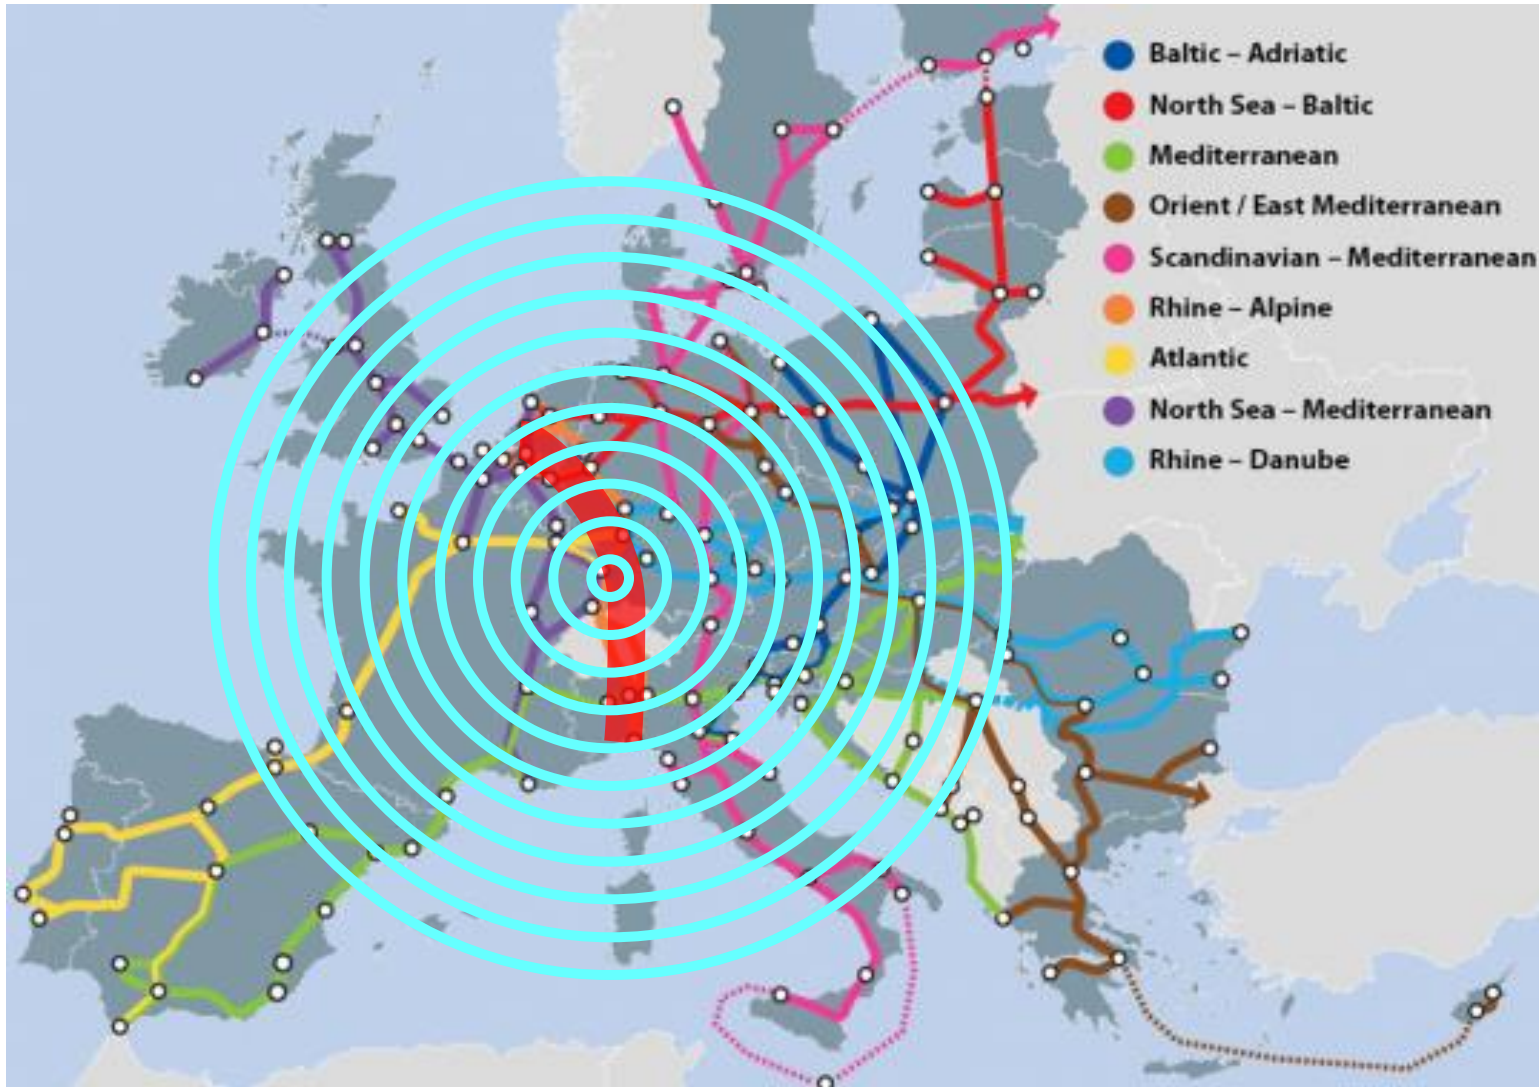 Baltic – Adriatic
North Sea – Baltic
Mediterranean
Orient / East Mediterranean
Scandinavian – Mediterranean
Rhine – Alpine
Atlantic
North Sea – Mediterranean
Rhine – Danube